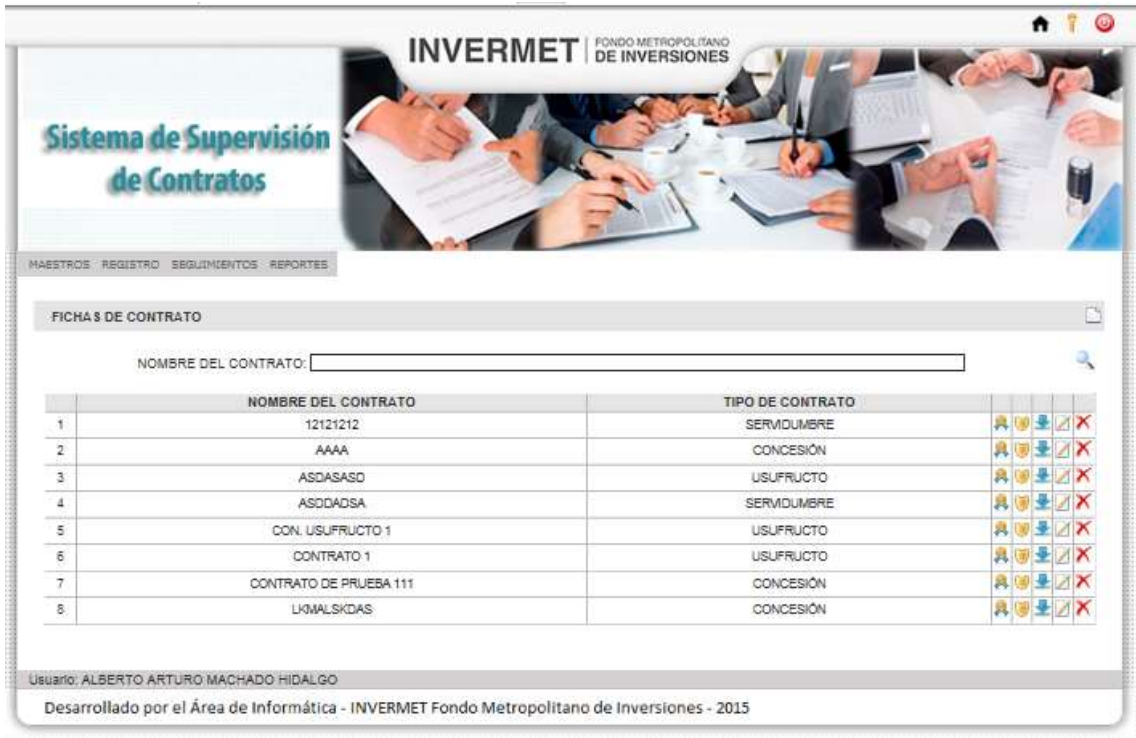 INVERMET FONDO METROPOLITANO
DE INVERSIONES
Sistema de Supervisión
de Contratos
MAESTROS REGISTRO SEGUIMIENTOS REPORTES
FICHAS DE CONTRATO
NOMBRE DEL CONTRATO:
NOMBRE DEL CONTRATO TIPO DE CONTRATO
1 12121212 SERVIDUMBRE
2 AAAA CONCESIÓN
3 ASDASASD USUFRUCTO
4 ASDDADSA SERVIDUMBRE
5 CON. USUFRUCTO 1 USUFRUCTO
6 CONTRATO 1 USUFRUCTO
7 CONTRATO DE PRUEBA 111 CONCESIÓN
8 LKMALSKDAS CONCESIÓN
Usuario: ALBERTO ARTURO MACHADO HIDALGO
Desarrollado por el Área de Informática - INVERMET Fondo Metropolitano de Inversiones - 2015